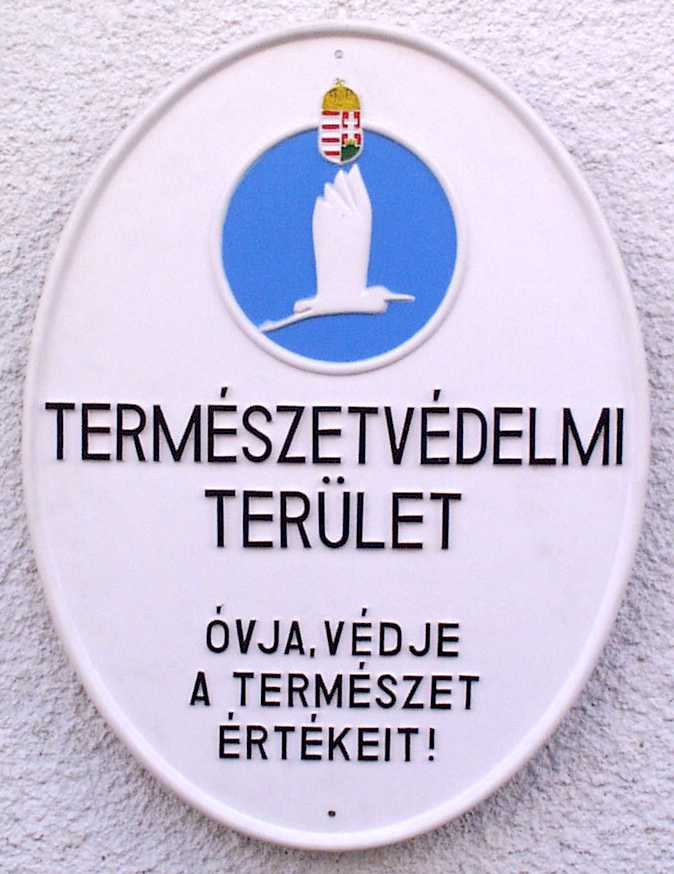 TERMÉSZETVÉDELMI
TERÜLET
ÓVJA,VÉDJE
A TERMÉSZET
ÉRTÉKEIT!